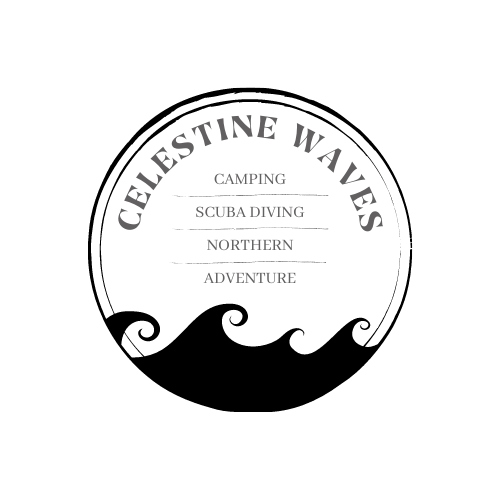 CELESTINE WAVES
CAMPING
SCUBA DIVING
NORTHERN
ADVENTURE